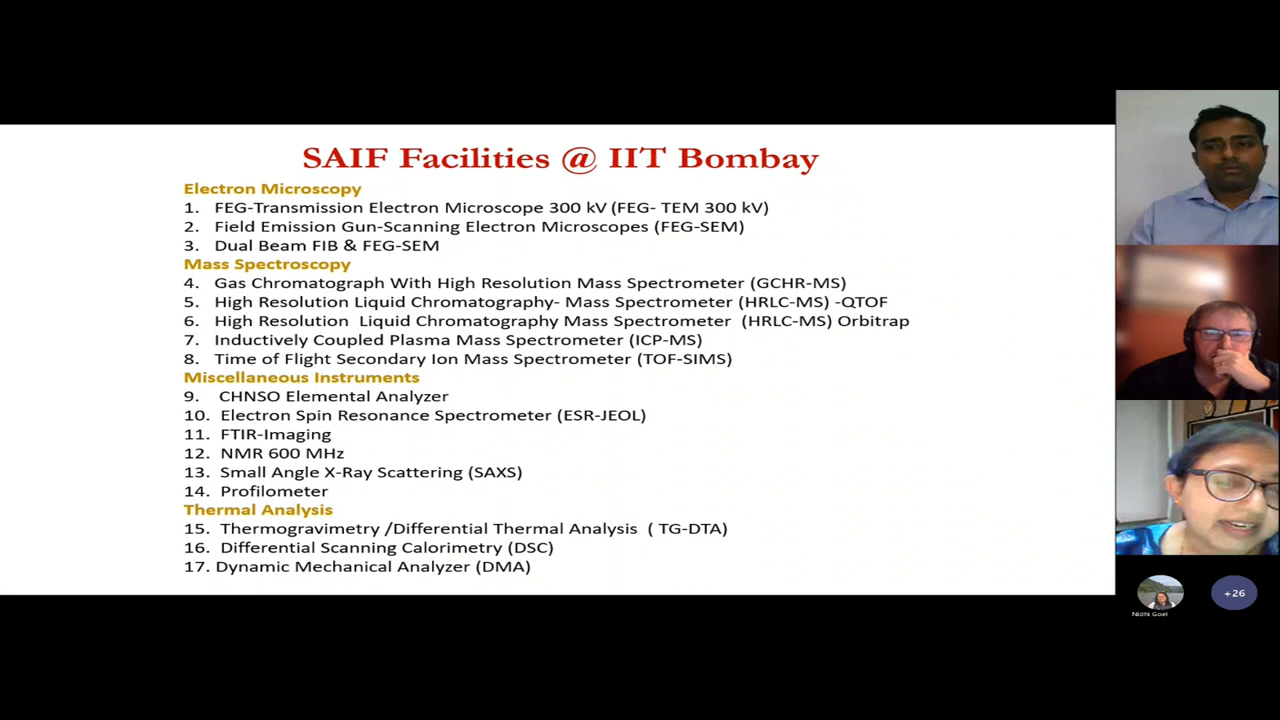 SAIF Facilities @ IIT Bombay
Electron Microscopy
1. FEG-Transmission Electron Microscope 300 kV (FEG- TEM 300 kV)
2. Field Emission Gun-Scanning Electron Microscopes (FEG-SEM)
3. Dual Beam FIB & FEG-SEM
Mass Spectroscopy
4. Gas Chromatograph With High Resolution Mass Spectrometer (GCHR-MS)
5. High Resolution Liquid Chromatography- Mass Spectrometer (HRLC-MS) -QTOF
6. High Resolution Liquid Chromatography Mass Spectrometer (HRLC-MS) Orbitrap
7. Inductively Coupled Plasma Mass Spectrometer (ICP-MS)
8. Time of Flight Secondary Ion Mass Spectrometer (TOF-SIMS)
Miscellaneous Instruments
9. CHNSO Elemental Analyzer
10. Electron Spin Resonance Spectrometer (ESR-JEOL)
11. FTIR-Imaging
12. NMR 600 MHz
13. Small Angle X-Ray Scattering (SAXS)
14. Profilometer
Thermal Analysis
15. Thermogravimetry /Differential Thermal Analysis ( TG-DTA)
16. Differential Scanning Calorimetry (DSC)
17. Dynamic Mechanical Analyzer (DMA)
Nidhi Goel
+26